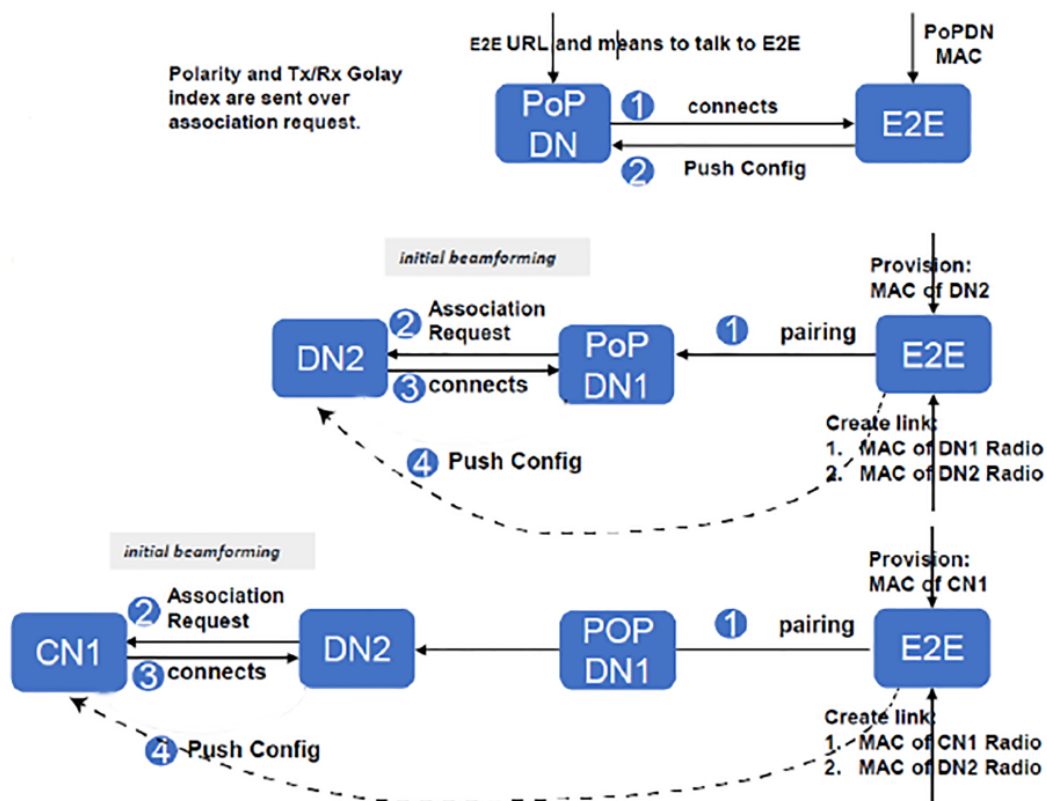 E2E URL and means to talk to E2E
PoPDN
MAC
Polarity and Tx/Rx Golay
index are sent over
association request.
PoP
DN
1
connects
E2E
2
Push Config
initial beamforming
Provision:
MAC of DN2
2
Association
Request
DN2
3
connects
PoP
DN1
1
pairing
E2E
Create link:
1. MAC of DN1 Radio
2. MAC of DN2 Radio
4
Push Config
initial beamforming
Provision:
MAC of CN1
2
Association
Request
CN1
3
connects
DN2
POP
DN1
1
pairing
E2E
Create link:
1. MAC of CN1 Radio
2. MAC of DN2 Radio
4
Push Config